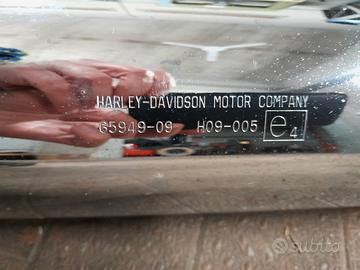 HARLEY-DAVIDSON MOTOR COMPANY
65949-09 H09-005 e4
subito